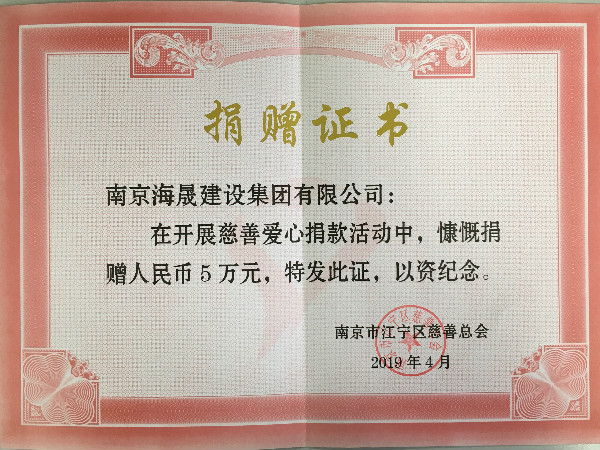 捐赠证书
南京海晟建设集团有限公司：
在开展慈善爱心捐款活动中，慷慨捐
赠人民币5万元，特发此证，以资纪念。
南京市江宁区慈善总会
2019年4月